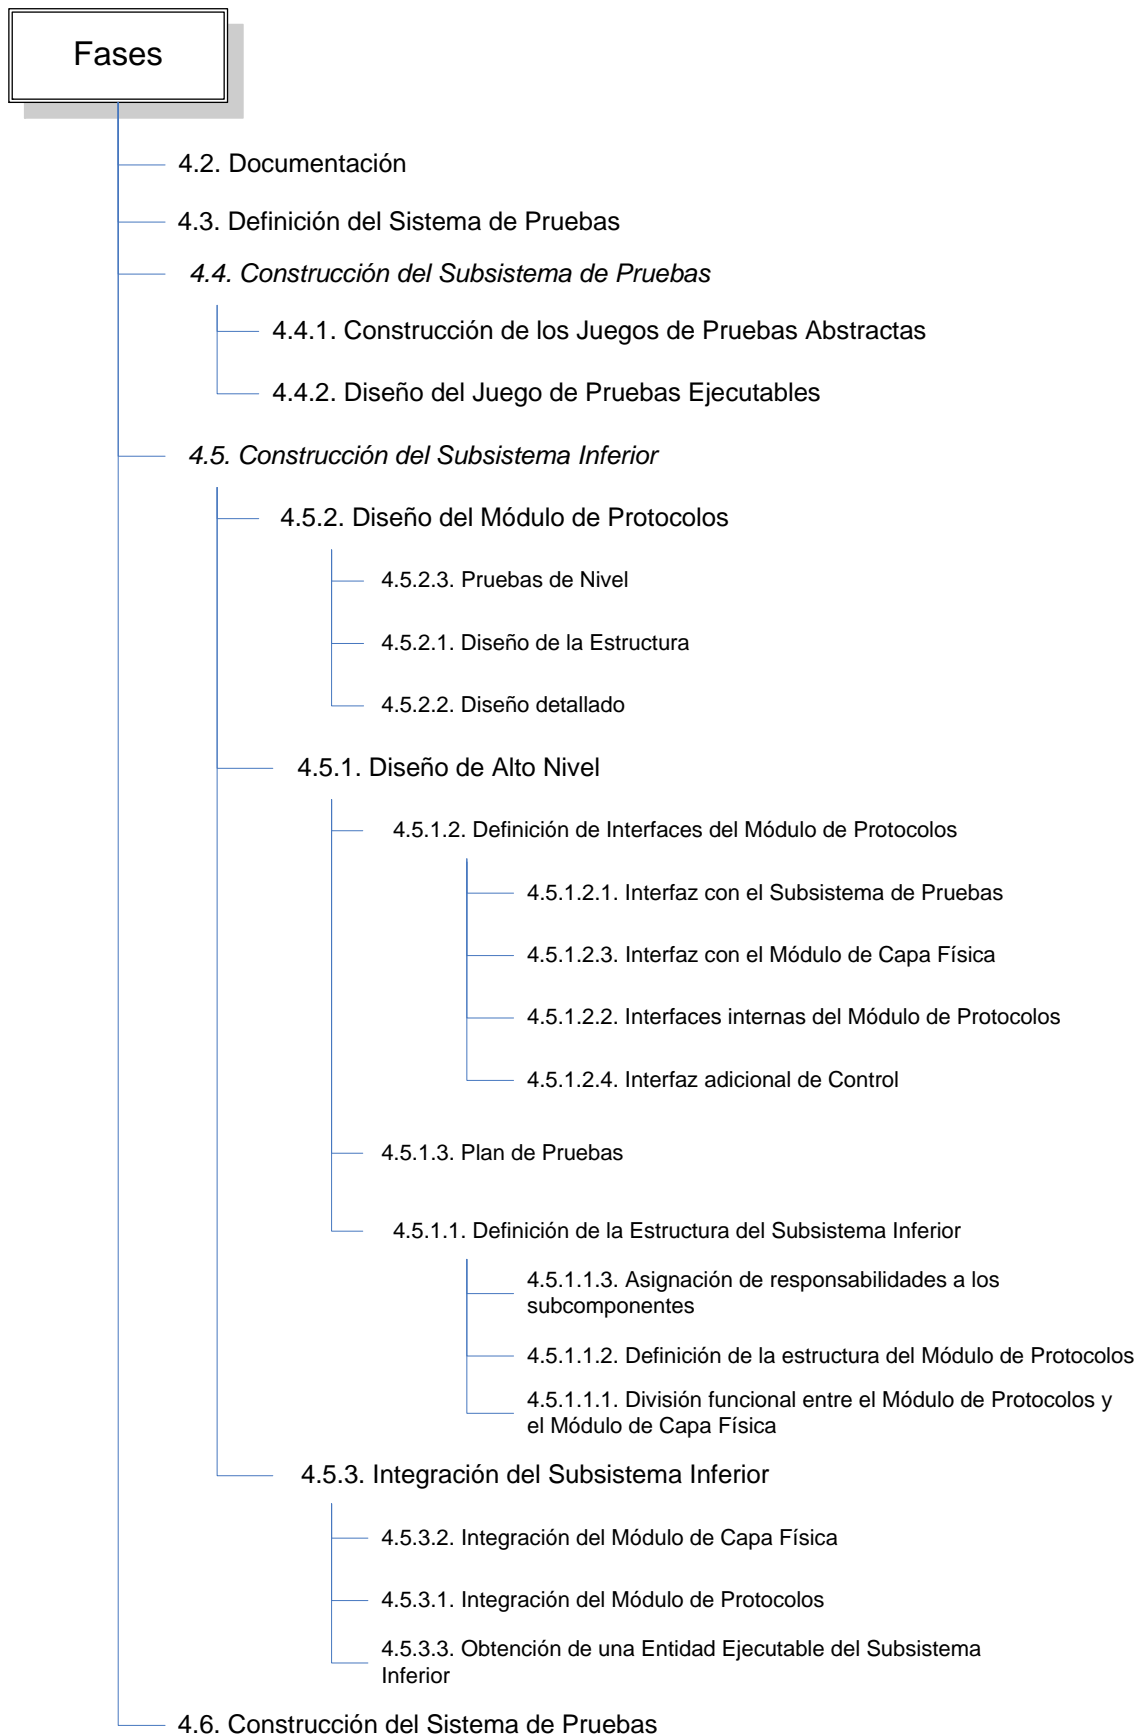 Fases
4.2. Documentación
4.3. Definición del Sistema de Pruebas
4.4. Construcción del Subsistema de Pruebas
4.4.1. Construcción de los Juegos de Pruebas Abstractas
4.4.2. Diseño del Juego de Pruebas Ejecutables
4.5. Construcción del Subsistema Inferior
4.5.2. Diseño del Módulo de Protocolos
4.5.2.3. Pruebas de Nivel
4.5.2.1. Diseño de la Estructura
4.5.2.2. Diseño detallado
4.5.1. Diseño de Alto Nivel
4.5.1.2. Definición de Interfaces del Módulo de Protocolos
4.5.1.2.1. Interfaz con el Subsistema de Pruebas
4.5.1.2.3. Interfaz con el Módulo de Capa Física
4.5.1.2.2. Interfaces internas del Módulo de Protocolos
4.5.1.2.4. Interfaz adicional de Control
4.5.1.3. Plan de Pruebas
4.5.1.1. Definición de la Estructura del Subsistema Inferior
4.5.1.1.3. Asignación de responsabilidades a los
subcomponentes
4.5.1.1.2. Definición de la estructura del Módulo de Protocolos
4.5.1.1.1. División funcional entre el Módulo de Protocolos y
el Módulo de Capa Física
4.5.3. Integración del Subsistema Inferior
4.5.3.2. Integración del Módulo de Capa Física
4.5.3.1. Integración del Módulo de Protocolos
4.5.3.3. Obtención de una Entidad Ejecutable del Subsistema
Inferior
4.6. Construcción del Sistema de Pruebas